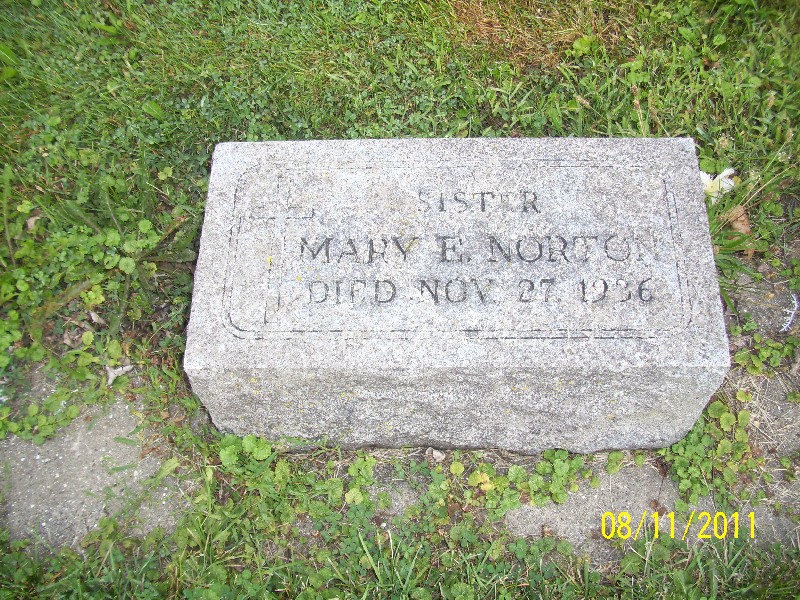 SISTER
MARY E. NORTON
DIED NOV. 27. 1936
08/11/2011